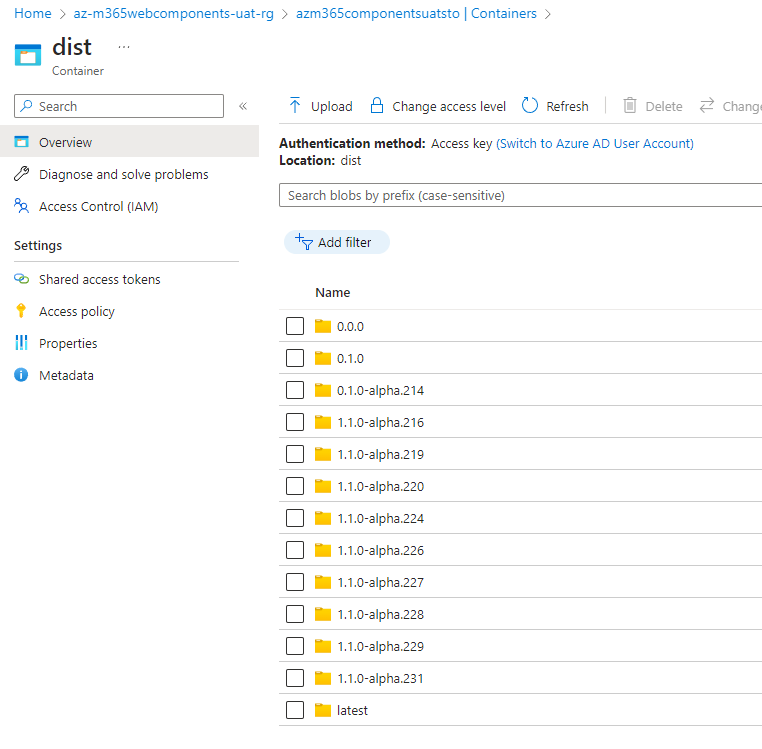 Home > az-m365webcomponents-uat-rg > azm365componentsuatsto | Containers >
dist ...
Container
Search «
Overview
Diagnose and solve problems
Access Control (IAM)
Settings
Shared access tokens
Access policy
Properties
Metadata
Upload Change access level Refresh Delete Change
Authentication method: Access key (Switch to Azure AD User Account)
Location: dist
Search blobs by prefix (case-sensitive)
Add filter
Name
0.0.0
0.1.0
0.1.0-alpha.214
1.1.0-alpha.216
1.1.0-alpha.219
1.1.0-alpha.220
1.1.0-alpha.224
1.1.0-alpha.226
1.1.0-alpha.227
1.1.0-alpha.228
1.1.0-alpha.229
1.1.0-alpha.231
latest